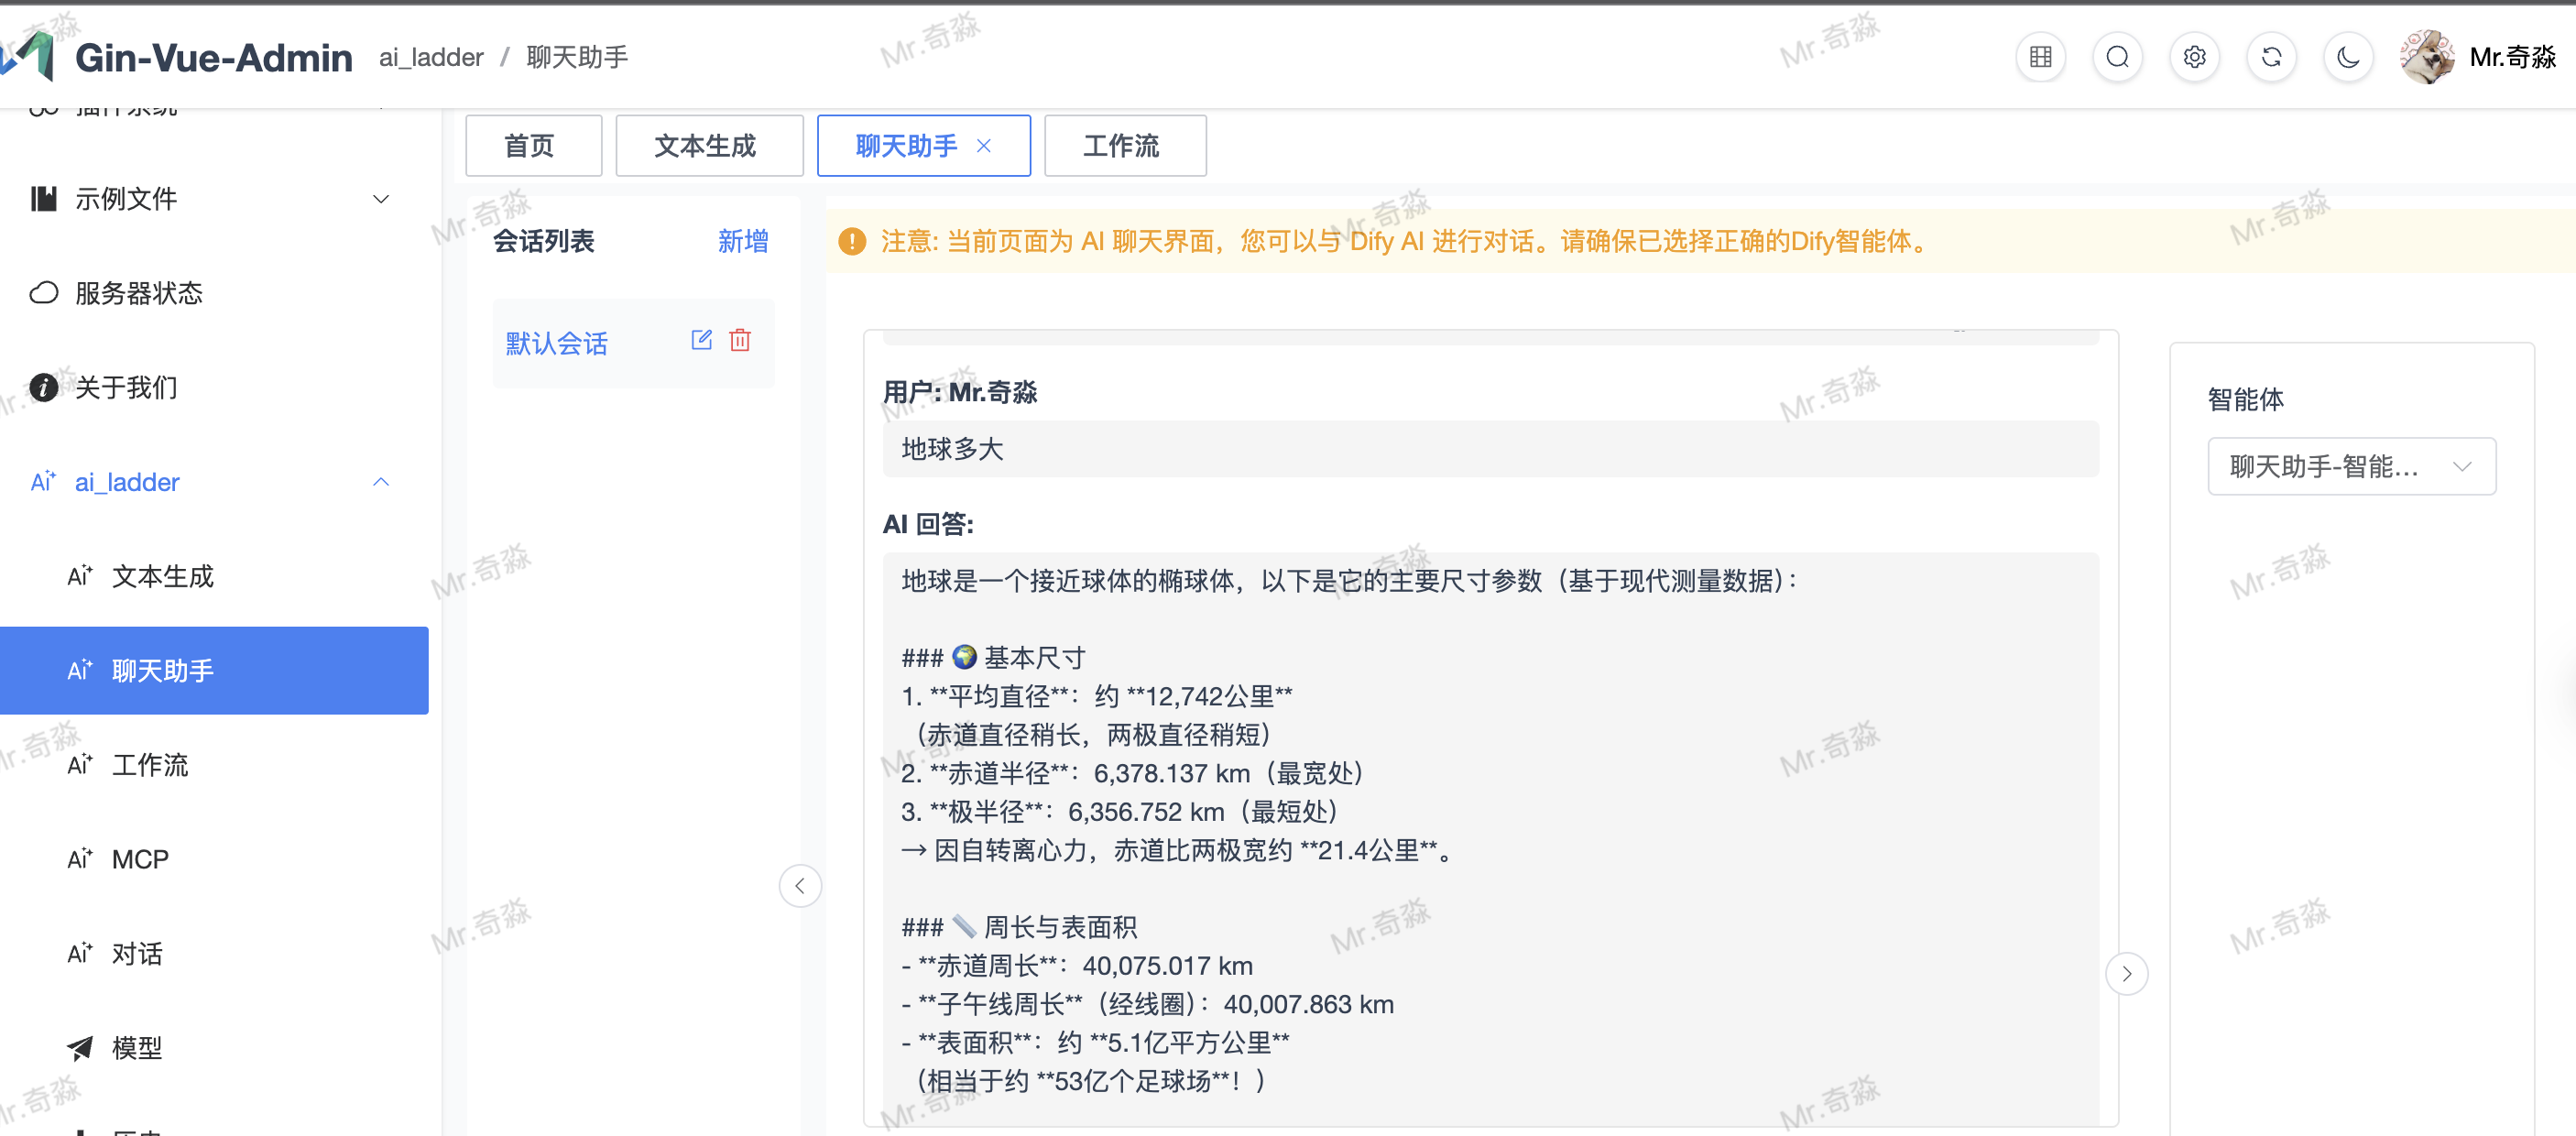 Gin-Vue-Admin
ai_ladder / 聊天助手
Mr.奇淼
插件系统
示例文件
服务器状态
关于我们
ai_ladder
文本生成
聊天助手
工作流
MCP
对话
模型
首页
文本生成
聊天助手
工作流
会话列表
新增
默认会话
注意: 当前页面为 AI 聊天界面，您可以与 Dify AI 进行对话。请确保已选择正确的Dify智能体。
用户: Mr.奇淼
地球多大
AI 回答:
地球是一个接近球体的椭球体，以下是它的主要尺寸参数（基于现代测量数据）：
### 🌍 基本尺寸
1. **平均直径**：约 **12,742公里**
（赤道直径稍长，两极直径稍短）
2. **赤道半径**：6,378.137 km（最宽处）
3. **极半径**：6,356.752 km（最短处）
→ 因自转离心力，赤道比两极宽约 **21.4公里**。
### 📏 周长与表面积
- **赤道周长**：40,075.017 km
- **子午线周长**（经线圈）：40,007.863 km
- **表面积**：约 **5.1亿平方公里**
（相当于约 **53亿个足球场**！）
智能体
聊天助手-智能...